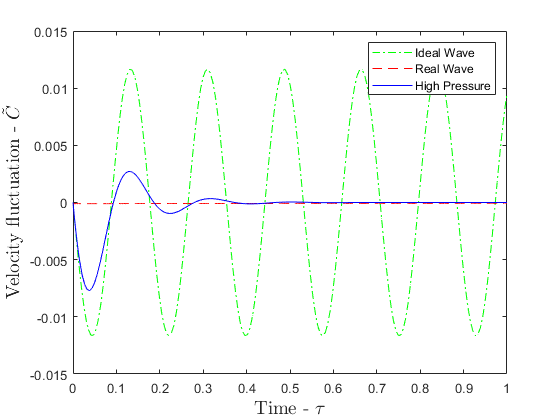 0.015
0.01
0.005
0
-0.005
-0.01
-0.015
Velocity fluctuation - C̃
Ideal Wave
Real Wave
High Pressure
0 0.1 0.2 0.3 0.4 0.5 0.6 0.7 0.8 0.9 1
Time - τ